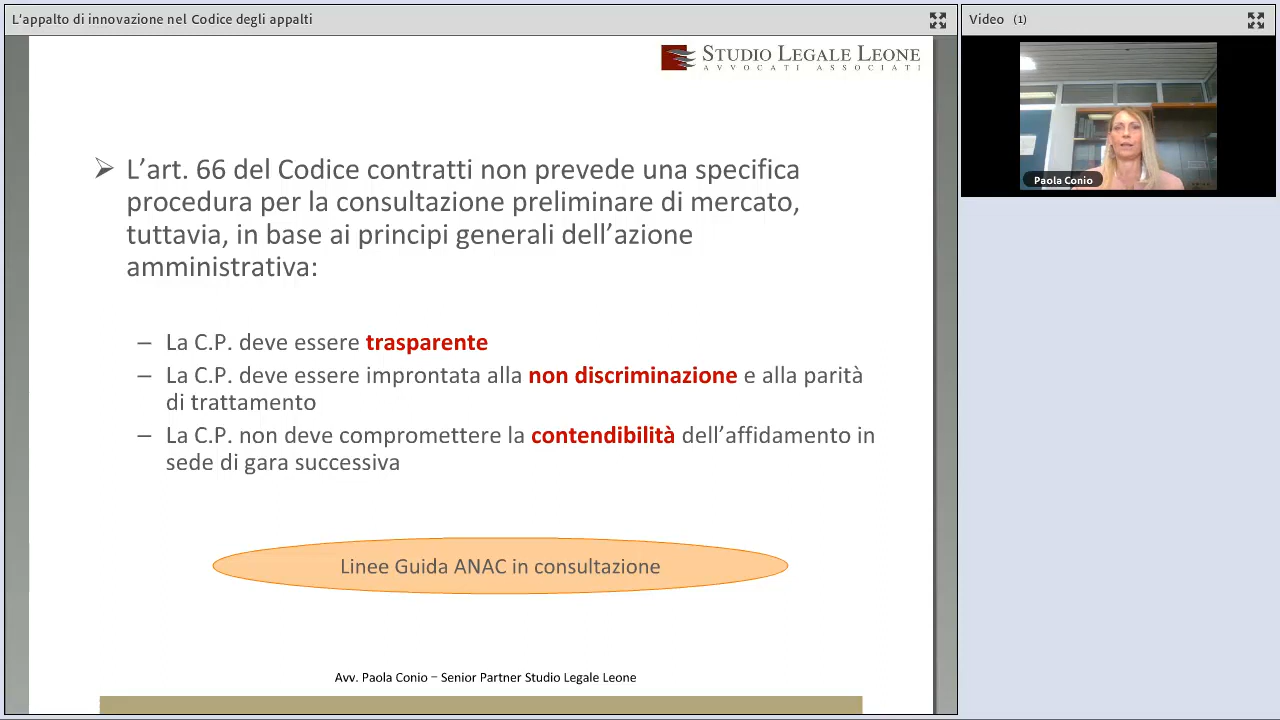 L'appalto di innovazione nel Codice degli appalti
Video (1)
STUDIO LEGALE LEONE
AVVOCATI ASSOCIATI
Paola Conio
➢ L’art. 66 del Codice contratti non prevede una specifica
procedura per la consultazione preliminare di mercato,
tuttavia, in base ai principi generali dell’azione
amministrativa:
– La C.P. deve essere trasparente
– La C.P. deve essere improntata alla non discriminazione e alla parità
di trattamento
– La C.P. non deve compromettere la contendibilità dell’affidamento in
sede di gara successiva
Linee Guida ANAC in consultazione
Avv. Paola Conio – Senior Partner Studio Legale Leone